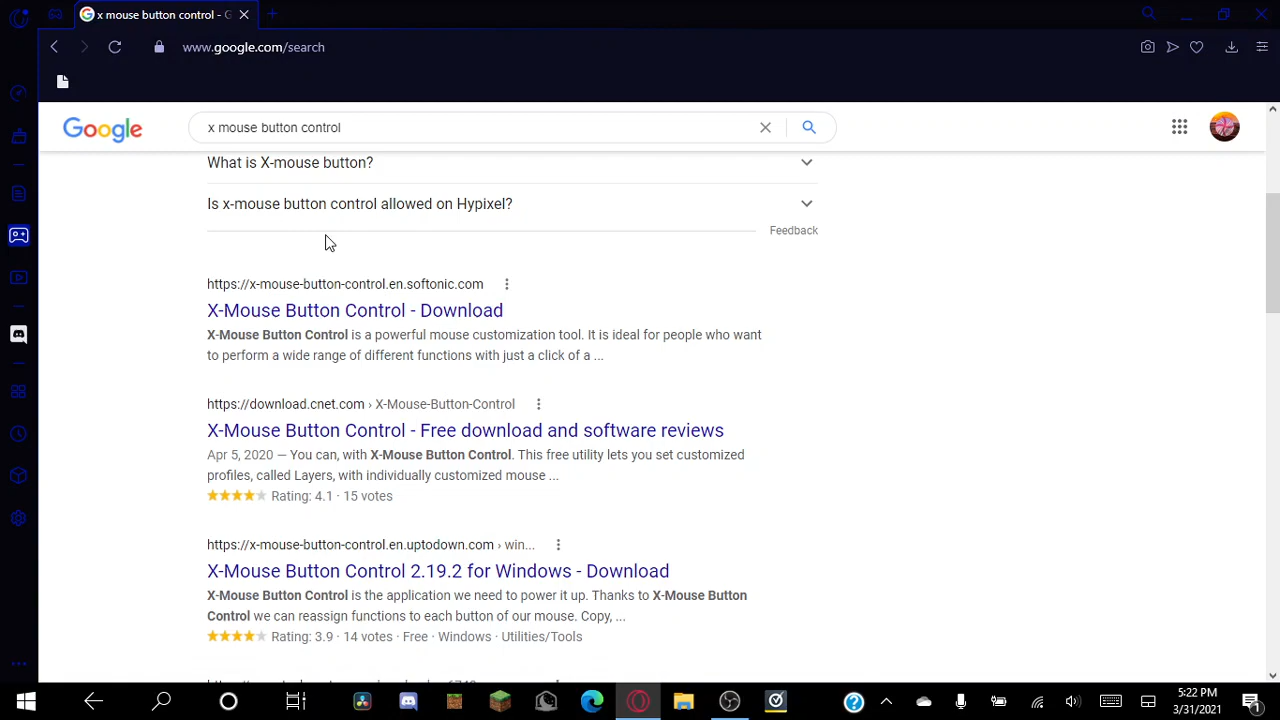 x mouse button control - G
www.google.com/search
Google
x mouse button control
What is X-mouse button?
Is x-mouse button control allowed on Hypixel?
Feedback
https://x-mouse-button-control.en.softonic.com
X-Mouse Button Control - Download
X-Mouse Button Control is a powerful mouse customization tool. It is ideal for people who want
to perform a wide range of different functions with just a click of a ...
https://download.cnet.com › X-Mouse-Button-Control
X-Mouse Button Control - Free download and software reviews
Apr 5, 2020 — You can, with X-Mouse Button Control. This free utility lets you set customized
profiles, called Layers, with individually customized mouse ...
Rating: 4.1 · 15 votes
https://x-mouse-button-control.en.uptodown.com › win...
X-Mouse Button Control 2.19.2 for Windows - Download
X-Mouse Button Control is the application we need to power it up. Thanks to X-Mouse Button
Control we can reassign functions to each button of our mouse. Copy, ...
Rating: 3.9 · 14 votes · Free · Windows · Utilities/Tools
5:22 PM
3/31/2021
1